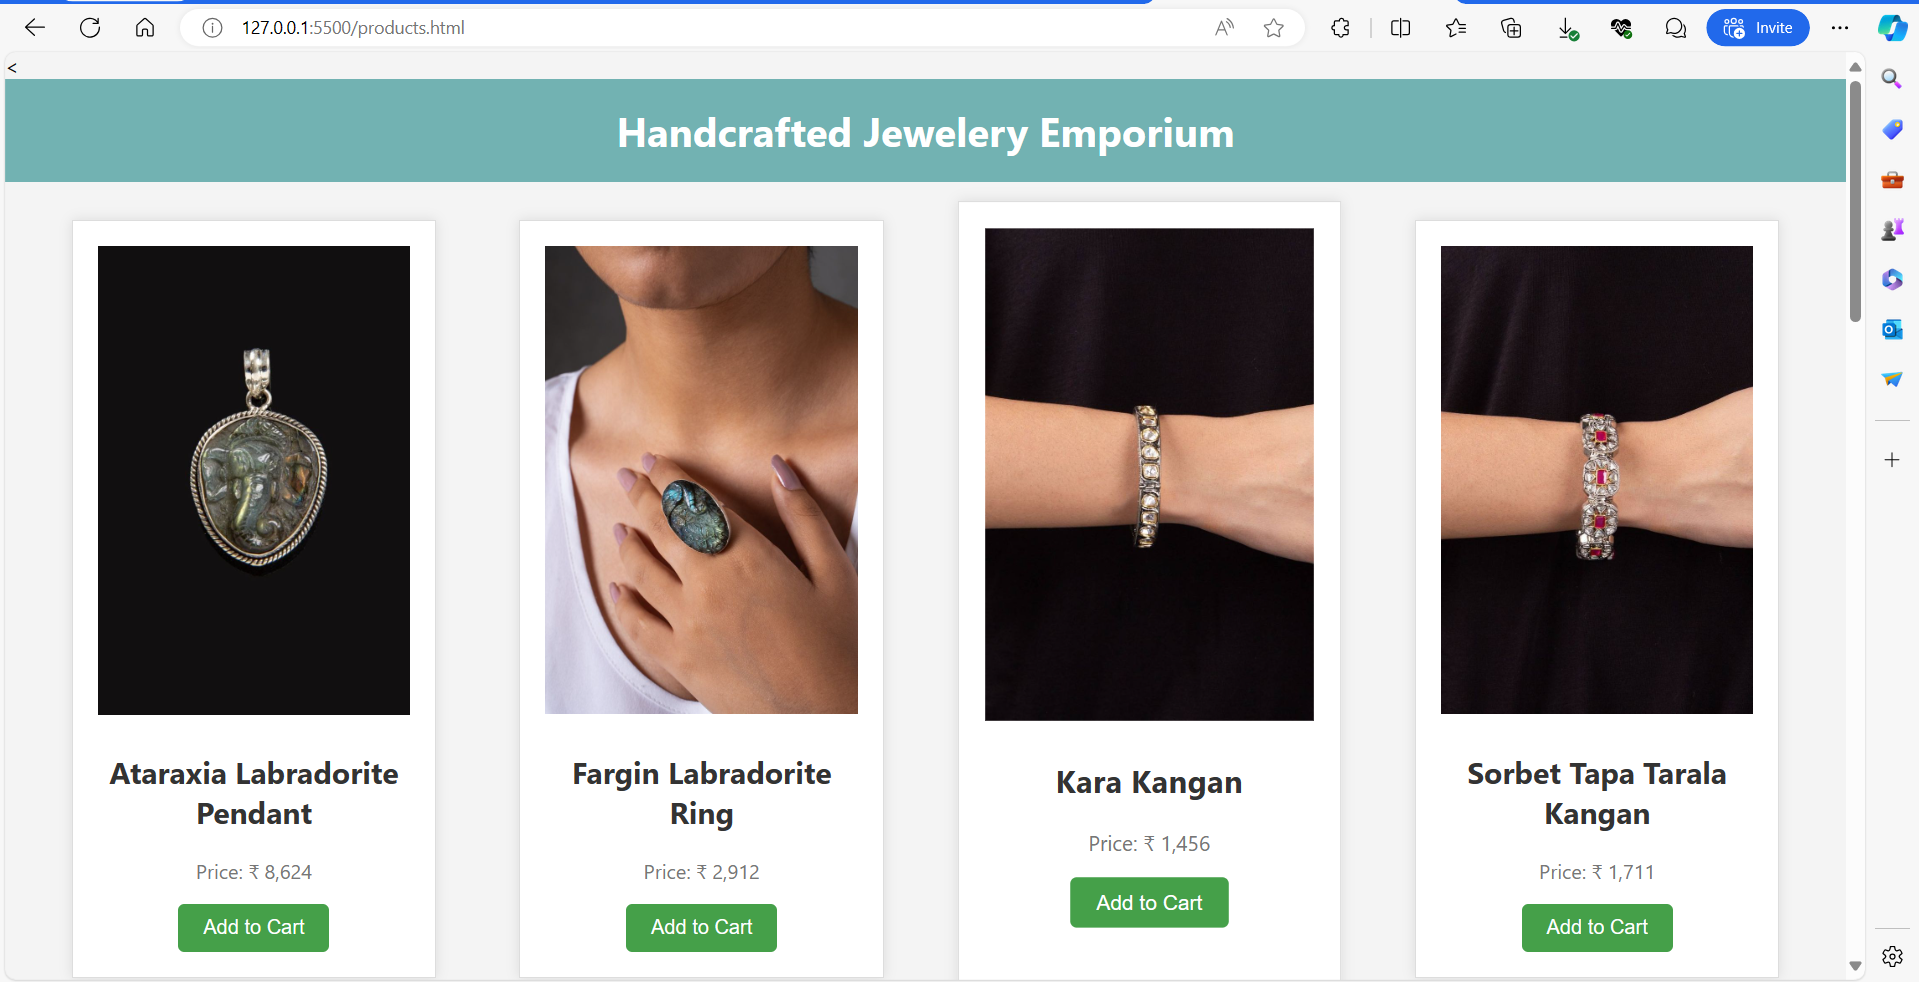 127.0.0.1:5500/products.html
Invite
<
Handcrafted Jewelery Emporium
Ataraxia Labradorite
Pendant
Price: ₹ 8,624
Add to Cart
Fargin Labradorite
Ring
Price: ₹ 2,912
Add to Cart
Kara Kangan
Price: ₹ 1,456
Add to Cart
Sorbet Tapa Tarala
Kangan
Price: ₹ 1,711
Add to Cart